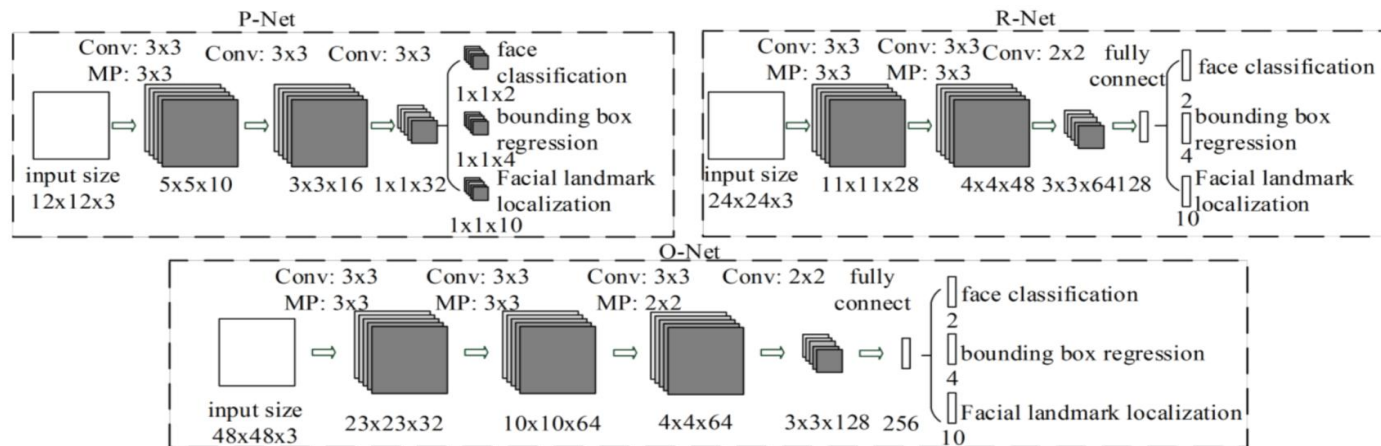 P-Net
Conv: 3x3 Conv: 3x3 Conv: 3x3
MP: 3x3
face
classification
1x1x2
bounding box
regression
1x1x4
Facial landmark
localization
1x1x10
input size
12x12x3
5x5x10
3x3x16
1x1x32
R-Net
Conv: 3x3 Conv: 3x3 Conv: 2x2 fully
MP: 3x3 MP: 3x3 connect
face classification
2
bounding box
regression
4
Facial landmark
localization
10
input size
24x24x3
11x11x28
4x4x48
3x3x64
128
O-Net
Conv: 3x3 Conv: 3x3 Conv: 3x3 Conv: 2x2 fully
MP: 3x3 MP: 3x3 MP: 2x2 connect
face classification
2
bounding box regression
4
Facial landmark localization
10
input size
48x48x3
23x23x32
10x10x64
4x4x64
3x3x128
256